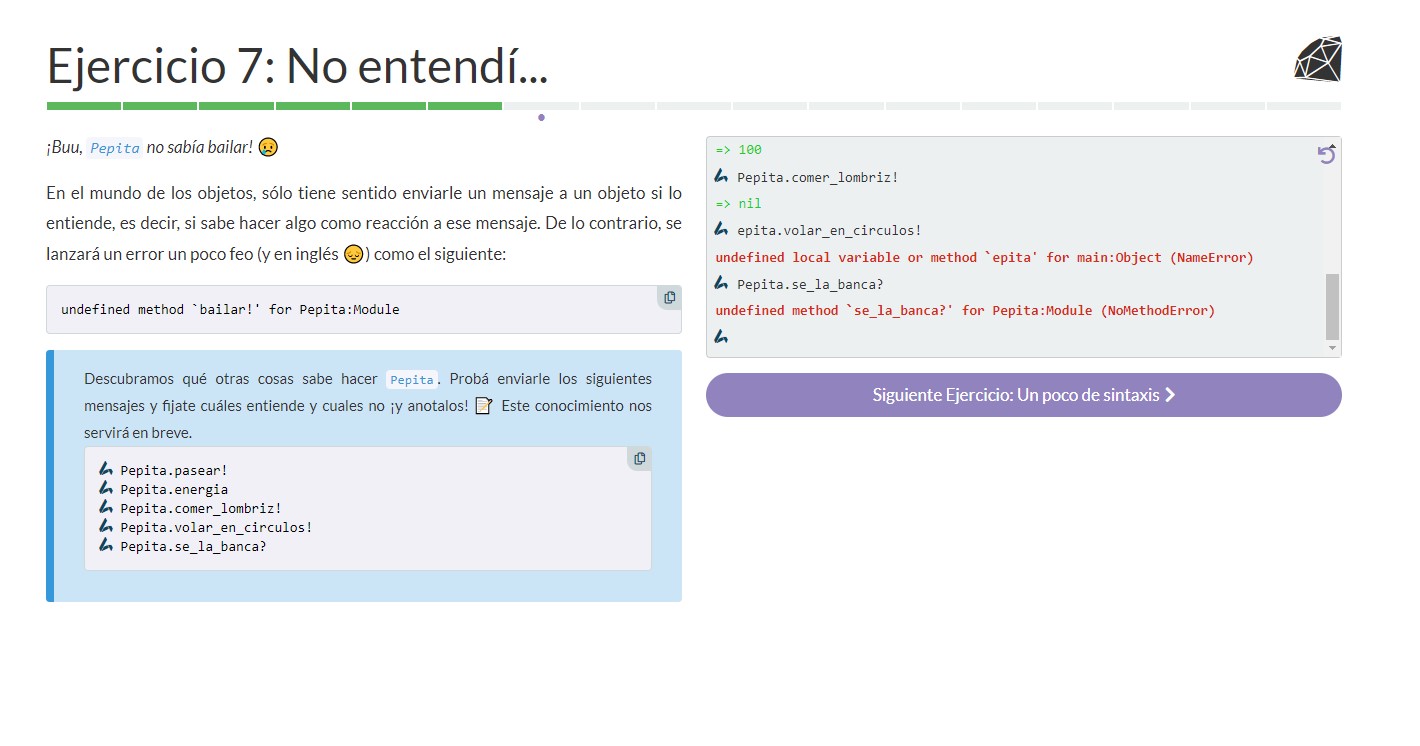 Ejercicio 7: No entendí...
¡Buu, Pepita no sabía bailar! 😥
En el mundo de los objetos, sólo tiene sentido enviarle un mensaje a un objeto si lo
entiende, es decir, si sabe hacer algo como reacción a ese mensaje. De lo contrario, se
lanzará un error un poco feo (y en inglés 😔) como el siguiente:
undefined method `bailar!' for Pepita:Module
Descubramos qué otras cosas sabe hacer Pepita. Probá enviarle los siguientes
mensajes y fijate cuáles entiende y cuales no ¡y anotalos! 📝 Este conocimiento nos
servirá en breve.
Pepita.pasear!
Pepita.energia
Pepita.comer_lombriz!
Pepita.volar_en_circulos!
Pepita.se_la_banca?
=> 100
Pepita.comer_lombriz!
=> nil
epita.volar_en_circulos!
undefined local variable or method `epita' for main:Object (NameError)
Pepita.se_la_banca?
undefined method `se_la_banca?' for Pepita:Module (NoMethodError)
Siguiente Ejercicio: Un poco de sintaxis